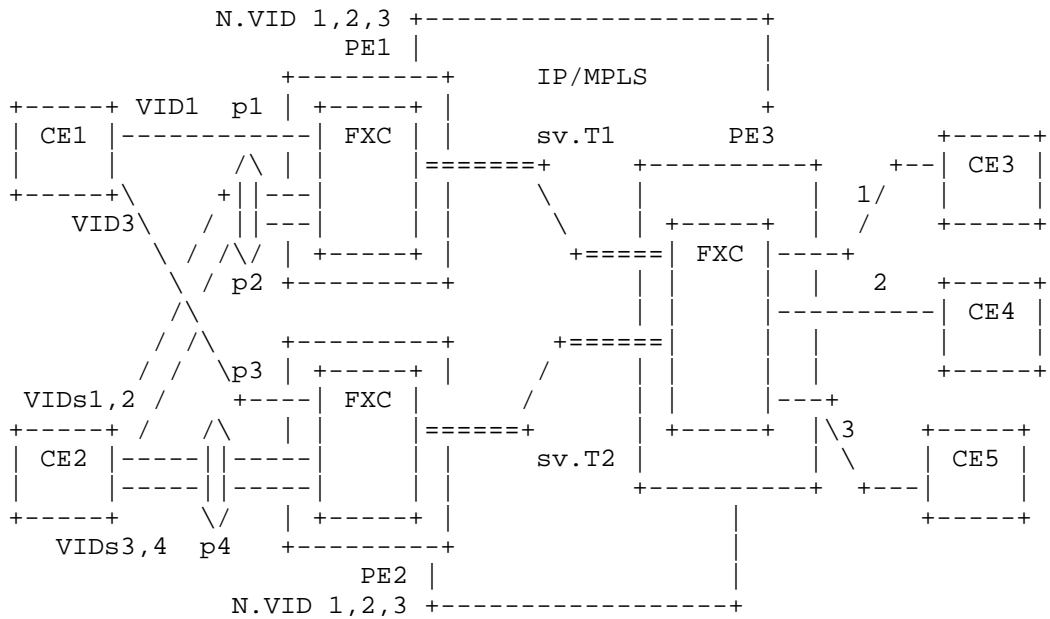 N.VID 1,2,3
PE1
IP/MPLS
VID1 p1
CE1 FXC sv.T1 PE3 CE3
1
VID3
FXC
p2 2
CE4
p3
VIDs1,2 FXC
3
CE2 sv.T2 CE5
VIDs3,4 p4
PE2
N.VID 1,2,3